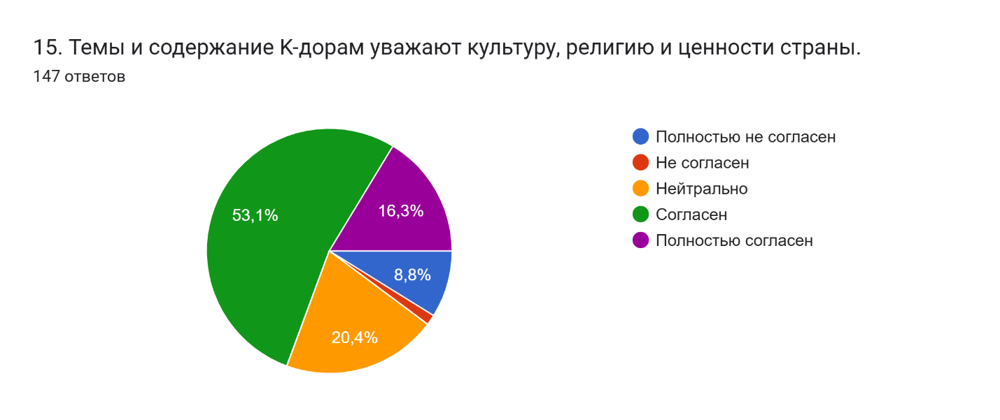 15. Темы и содержание К-дорам уважают культуру, религию и ценности страны.
147 ответов
53,1%
16,3%
8,8%
20,4%
Полностью не согласен
Не согласен
Нейтрально
Согласен
Полностью согласен